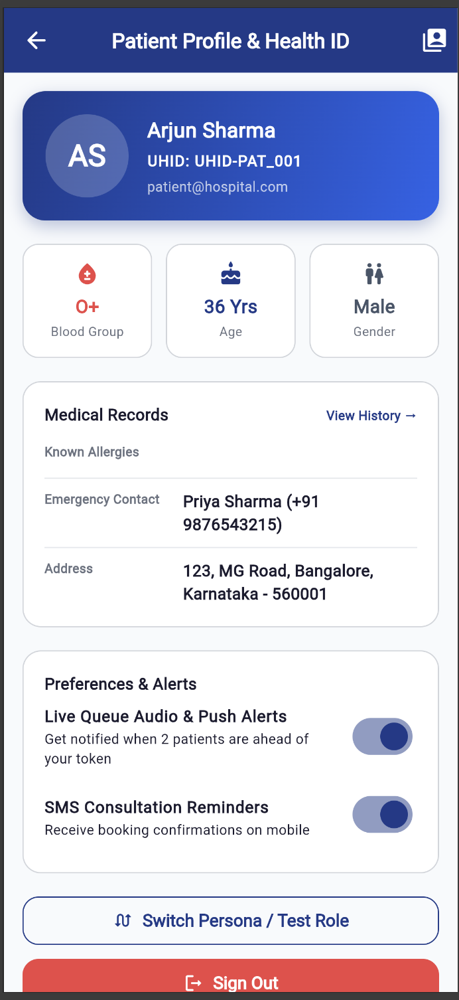 Patient Profile & Health ID
AS
Arjun Sharma
UHID: UHID-PAT_001
patient@hospital.com
O+
Blood Group
36 Yrs
Age
Male
Gender
Medical Records
View History →
Known Allergies
Emergency Contact
Priya Sharma (+91
9876543215)
Address
123, MG Road, Bangalore,
Karnataka - 560001
Preferences & Alerts
Live Queue Audio & Push Alerts
Get notified when 2 patients are ahead of
your token
SMS Consultation Reminders
Receive booking confirmations on mobile
Switch Persona / Test Role
Sign Out